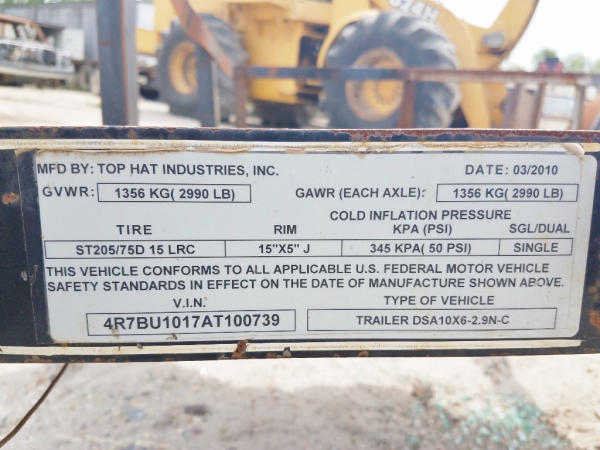 624H
MFD BY: TOP HAT INDUSTRIES, INC. DATE: 03/2010
GVWR: 1356 KG( 2990 LB) GAWR (EACH AXLE): 1356 KG( 2990 LB)
COLD INFLATION PRESSURE
TIRE RIM KPA (PSI) SGL/DUAL
ST205/75D 15 LRC 15"X5" J 345 KPA( 50 PSI) SINGLE
THIS VEHICLE CONFORMS TO ALL APPLICABLE U.S. FEDERAL MOTOR VEHICLE
SAFETY STANDARDS IN EFFECT ON THE DATE OF MANUFACTURE SHOWN ABOVE.
V.I.N. TYPE OF VEHICLE
4R7BU1017AT100739 TRAILER DSA10X6-2.9N-C